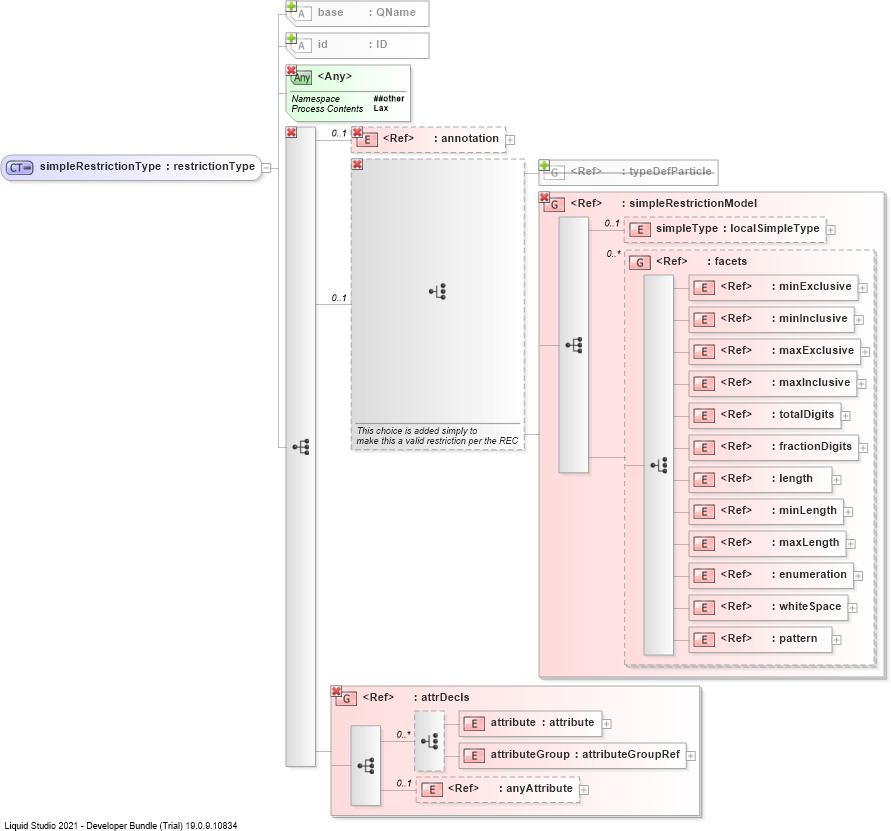 A base : QName
A id : ID
Any <Any>
Namespace ##other
Process Contents Lax
0..1 E <Ref> : annotation
CT simpleRestrictionType : restrictionType
G <Ref> : typeDefParticle
G <Ref> : simpleRestrictionModel
0..1 E simpleType : localSimpleType
0..* G <Ref> : facets
E <Ref> : minExclusive
0..1
E <Ref> : minInclusive
E <Ref> : maxExclusive
E <Ref> : maxInclusive
E <Ref> : totalDigits
This choice is added simply to
make this a valid restriction per the REC
E <Ref> : fractionDigits
E <Ref> : length
E <Ref> : minLength
E <Ref> : maxLength
E <Ref> : enumeration
E <Ref> : whiteSpace
E <Ref> : pattern
G <Ref> : attrDecls
0..* E attribute : attribute
E attributeGroup : attributeGroupRef
0..1 E <Ref> : anyAttribute
Liquid Studio 2021 - Developer Bundle (Trial) 19.0.9.10834